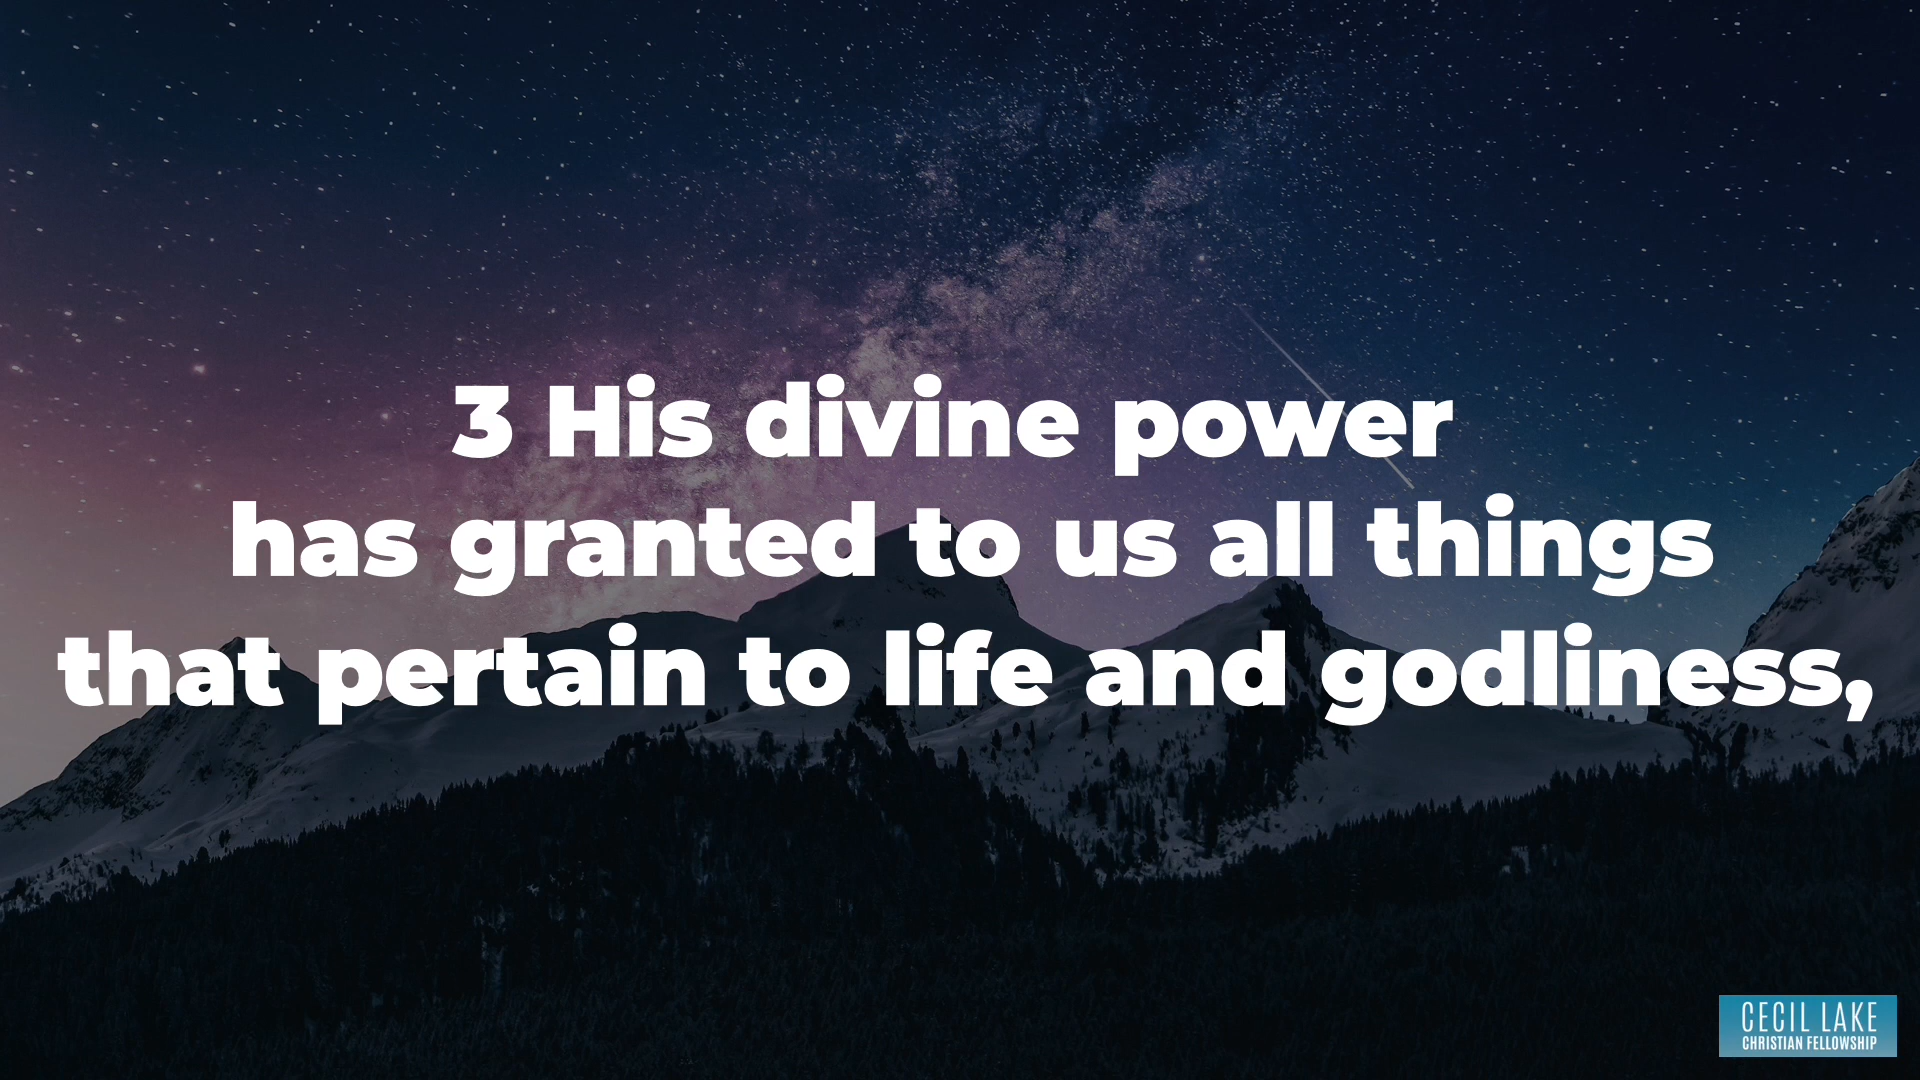 3 His divine power
has granted to us all things
that pertain to life and godliness,
CECIL LAKE
CHRISTIAN FELLOWSHIP